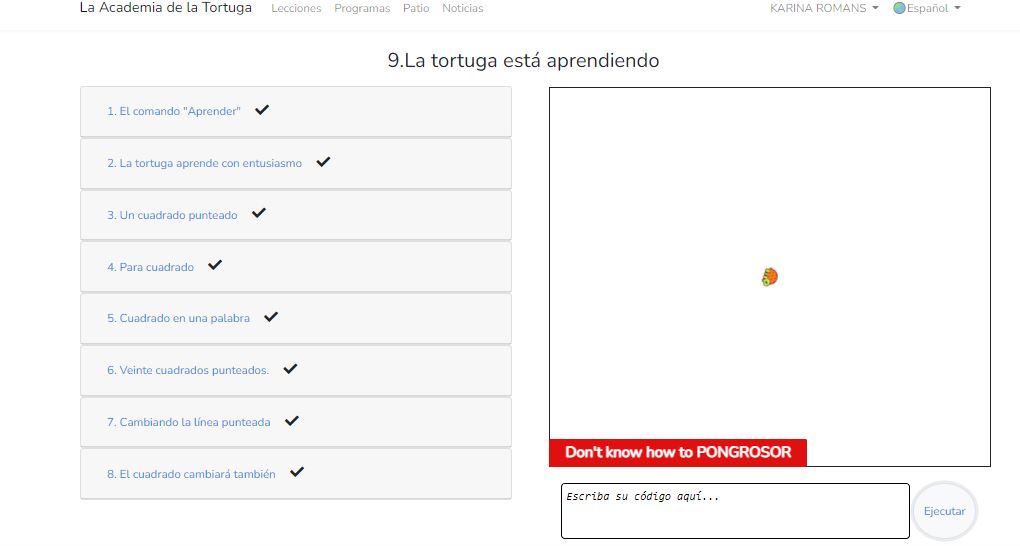 La Academia de la Tortuga Lecciones Programas Patio Noticias KARINA ROMANS Español
9.La tortuga está aprendiendo
1. El comando "Aprender"
2. La tortuga aprende con entusiasmo
3. Un cuadrado punteado
4. Para cuadrado
5. Cuadrado en una palabra
6. Veinte cuadrados punteados.
7. Cambiando la línea punteada
8. El cuadrado cambiará también
Don't know how to PONGROSOR
Escriba su código aquí...
Ejecutar